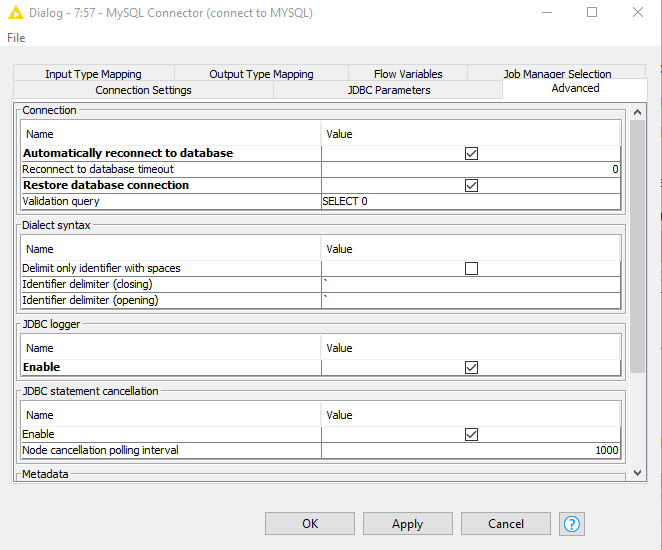 Dialog - 7:57 - MySQL Connector (connect to MYSQL)
File
Input Type Mapping Output Type Mapping Flow Variables Job Manager Selection
Connection Settings JDBC Parameters Advanced
Connection
Name Value
Automatically reconnect to database
Reconnect to database timeout 0
Restore database connection
Validation query SELECT 0
Dialect syntax
Name Value
Delimit only identifier with spaces
Identifier delimiter (closing) `
Identifier delimiter (opening) `
JDBC logger
Name Value
Enable
JDBC statement cancellation
Name Value
Enable
Node cancellation polling interval 1000
Metadata
OK Apply Cancel ?